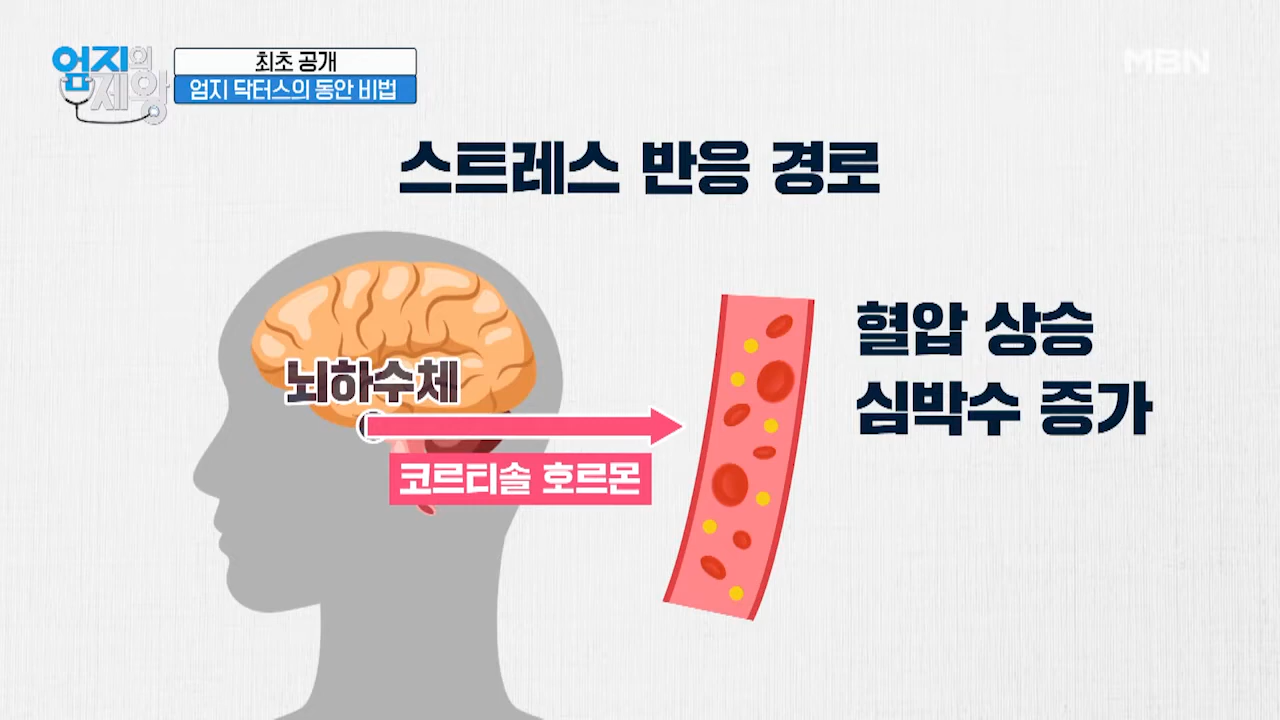 엄지의 제왕
최초 공개
엄지 닥터스의 동안 비법
MBN
스트레스 반응 경로
뇌하수체
코르티솔 호르몬
혈압 상승
심박수 증가